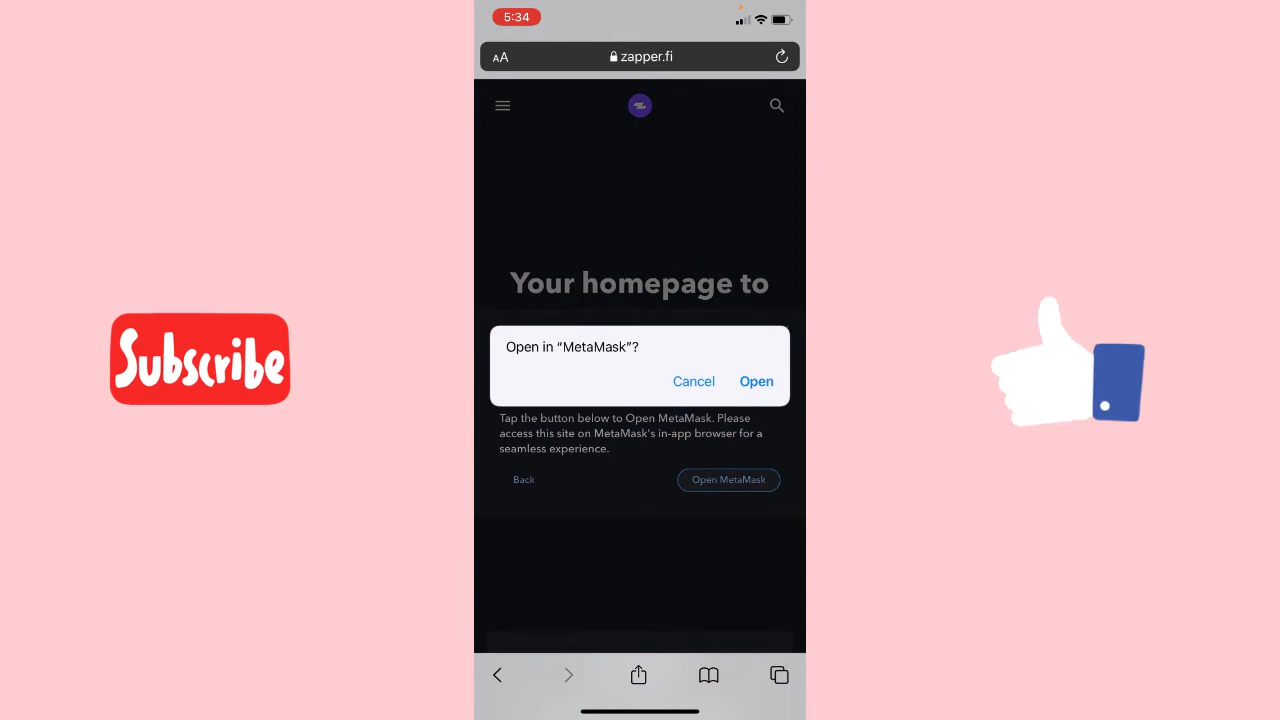 5:34
AA
zapper.fi
Your homepage to
Open in “MetaMask”?
Cancel
Open
Tap the button below to Open MetaMask. Please
access this site on MetaMask's in-app browser for a
seamless experience.
Back
Open MetaMask
Subscribe